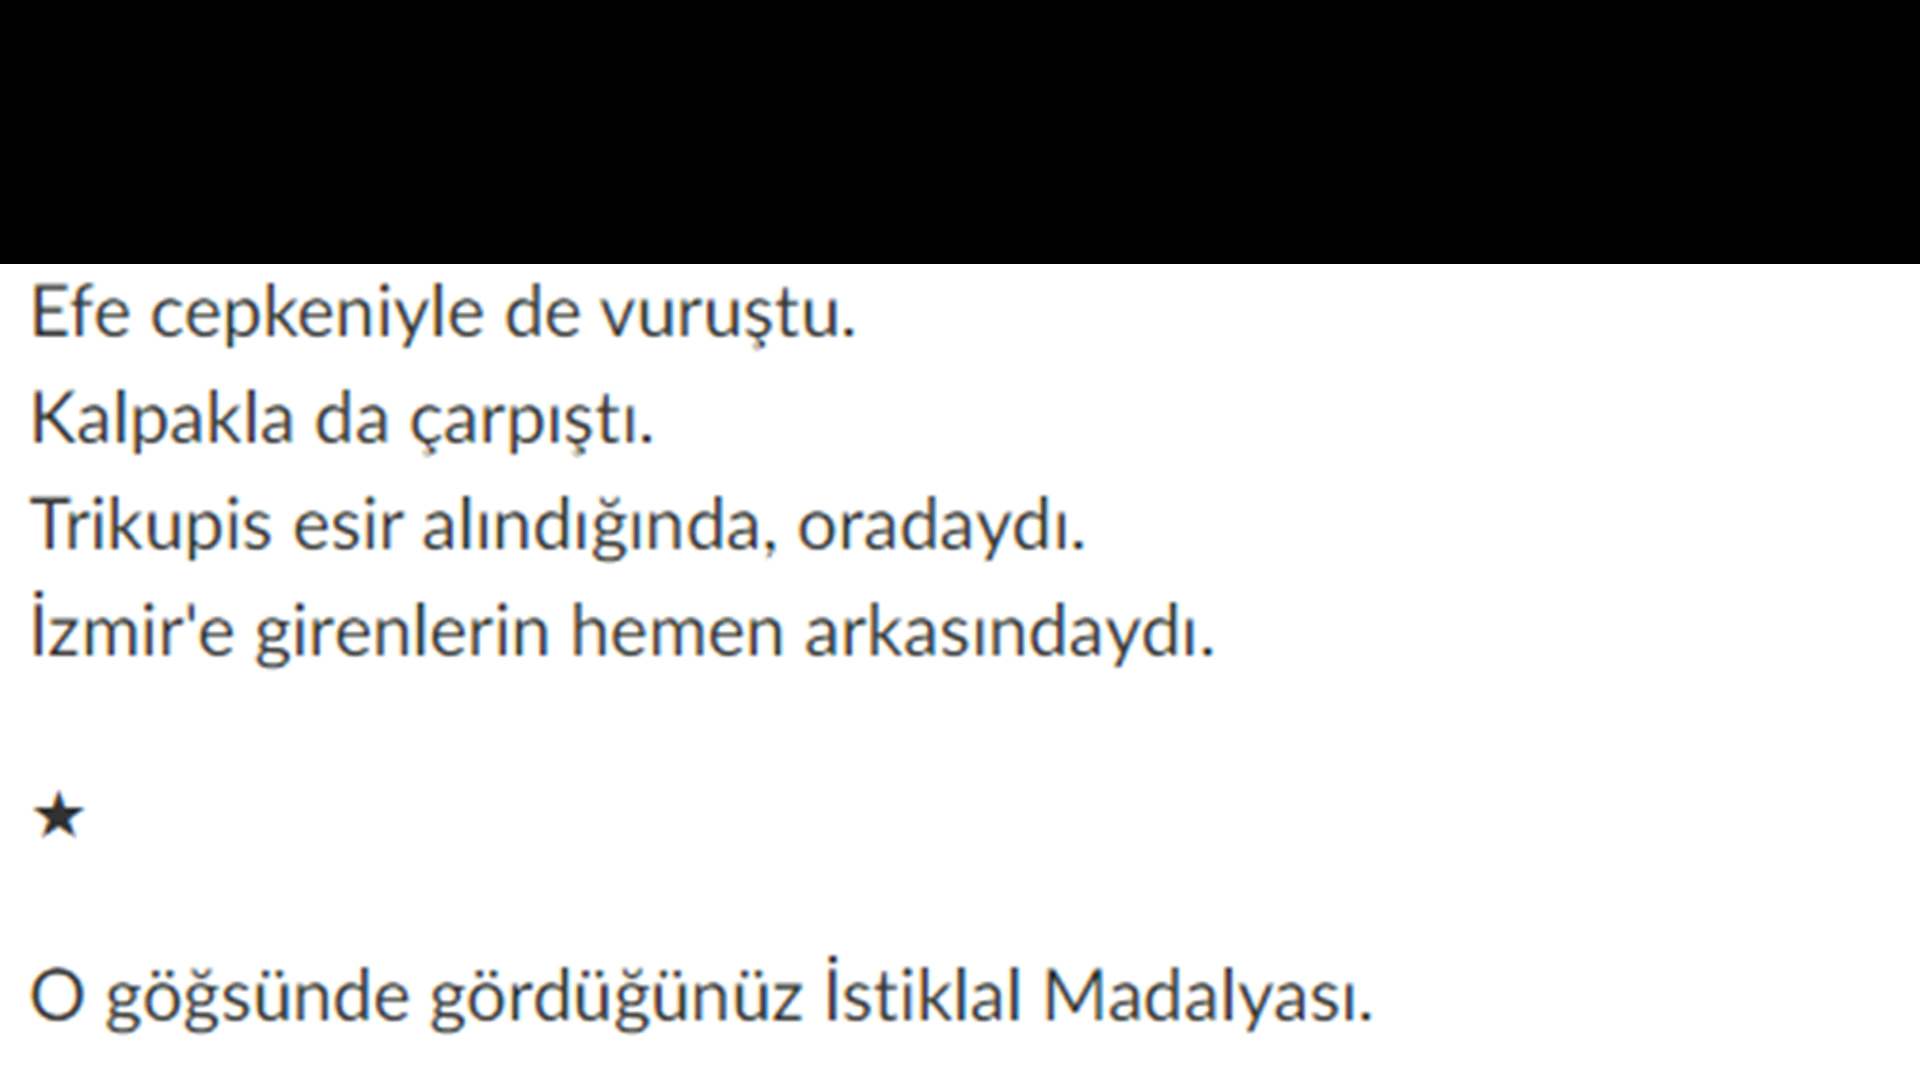 Efe cepkeniyle de vuruştu.
Kalpakla da çarpıştı.
Trikupis esir alındığında, oradaydı.
İzmir'e girenlerin hemen arkasındaydı.
★
O göğsünde gördüğünüz İstiklal Madalyası.